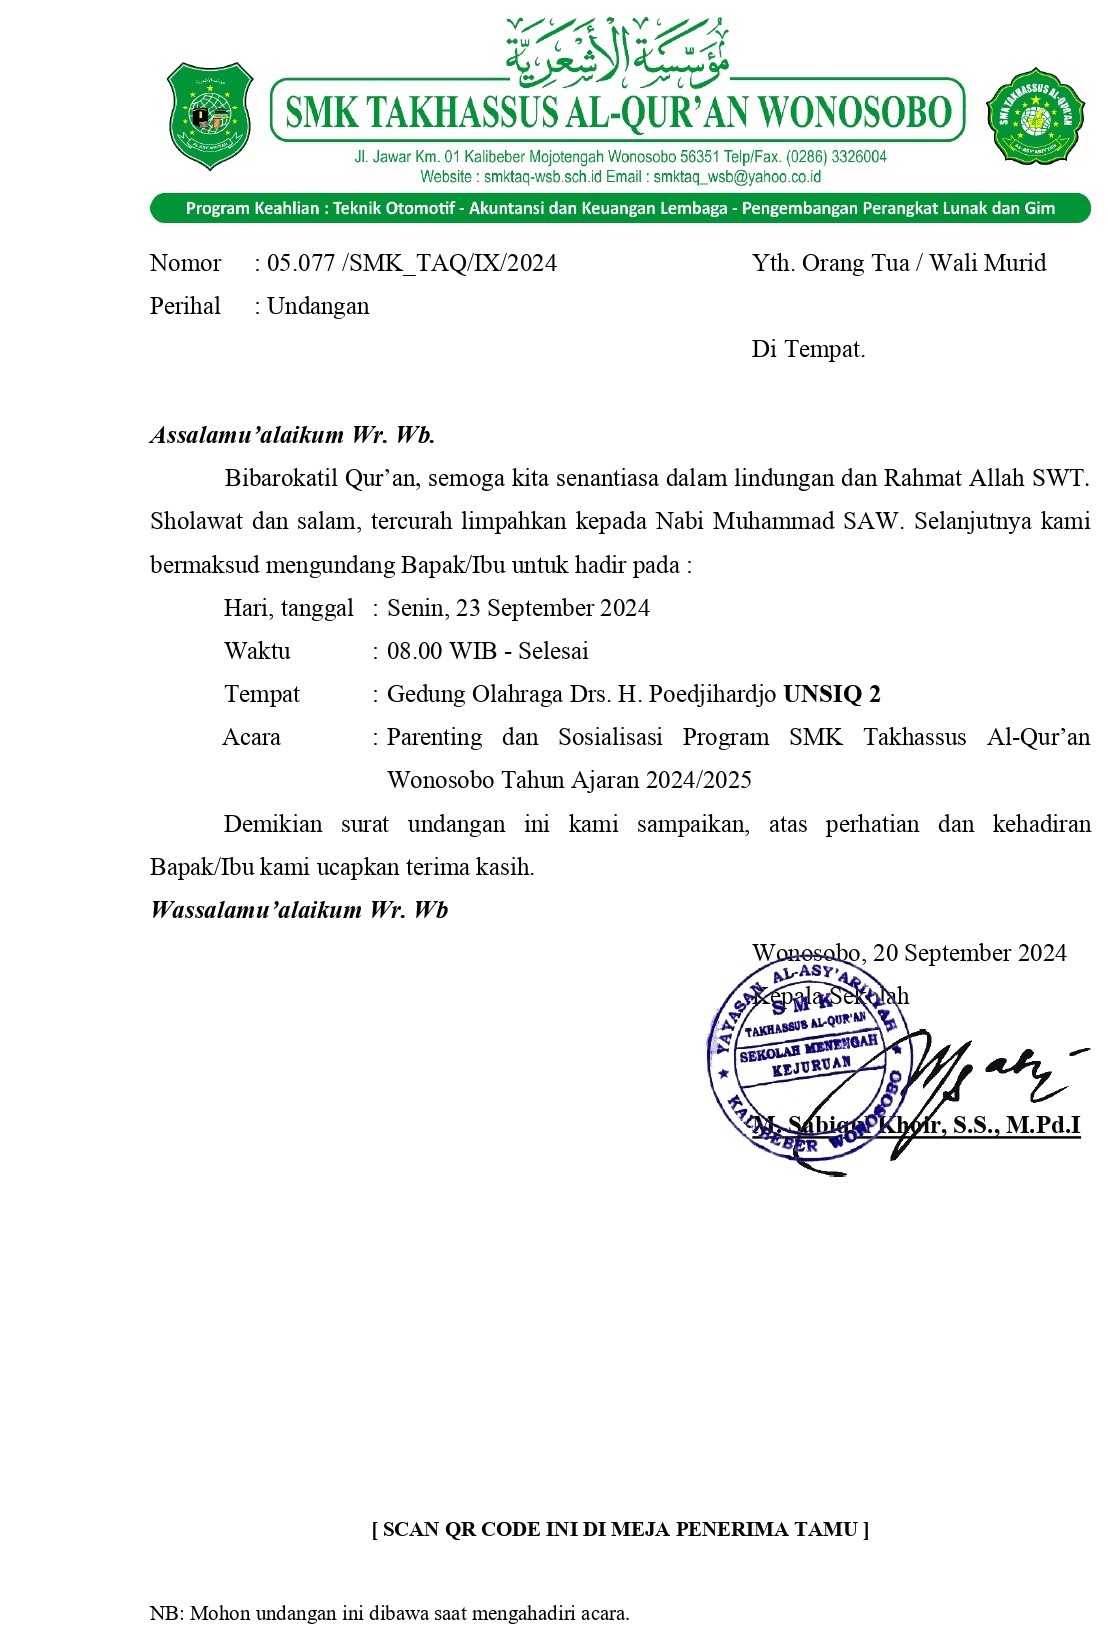 مؤسسة الأشعرية
SMK TAKHASSUS AL-QUR’AN WONOSOBO
Jl. Jawar Km. 01 Kalibeber Mojotengah Wonosobo 56351 Telp/Fax. (0286) 3326004
Website : smktaq-wsb.sch.id Email : smktaq_wsb@yahoo.co.id
SMK TAKHASSUS AL-QUR'AN
AL-ASY'ARIYYAH
Program Keahlian : Teknik Otomotif - Akuntansi dan Keuangan Lembaga - Pengembangan Perangkat Lunak dan Gim
Nomor : 05.077 /SMK_TAQ/IX/2024
Perihal : Undangan
Yth. Orang Tua / Wali Murid
Di Tempat.
Assalamu’alaikum Wr. Wb.
Bibarokatil Qur’an, semoga kita senantiasa dalam lindungan dan Rahmat Allah SWT.
Sholawat dan salam, tercurah limpahkan kepada Nabi Muhammad SAW. Selanjutnya kami
bermaksud mengundang Bapak/Ibu untuk hadir pada :
Hari, tanggal : Senin, 23 September 2024
Waktu : 08.00 WIB - Selesai
Tempat : Gedung Olahraga Drs. H. Poedjihardjo UNSIQ 2
Acara : Parenting dan Sosialisasi Program SMK Takhassus Al-Qur’an
Wonosobo Tahun Ajaran 2024/2025
Demikian surat undangan ini kami sampaikan, atas perhatian dan kehadiran
Bapak/Ibu kami ucapkan terima kasih.
Wassalamu’alaikum Wr. Wb
Wonosobo, 20 September 2024
Kepala Sekolah
YAYASAN AL-ASY'ARIYYAH
SMK
TAKHASSUS AL-QUR'AN
SEKOLAH MENENGAH
KEJURUAN
KALIBEBER WONOSOBO
M. Sabiqul Khoir, S.S., M.Pd.I
[ SCAN QR CODE INI DI MEJA PENERIMA TAMU ]
NB: Mohon undangan ini dibawa saat mengahadiri acara.